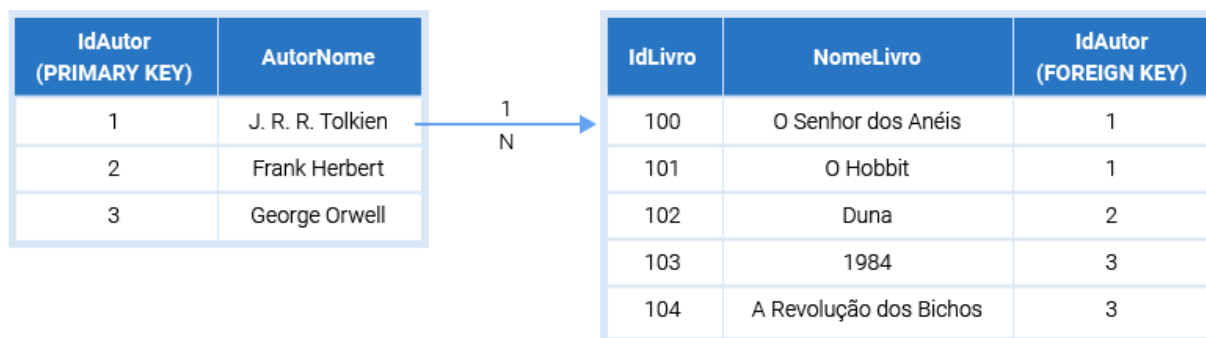 IdAutor
(PRIMARY KEY)
AutorNome
1
J. R. R. Tolkien
2
Frank Herbert
3
George Orwell
1
N
IdLivro
NomeLivro
IdAutor
(FOREIGN KEY)
100
O Senhor dos Anéis
1
101
O Hobbit
1
102
Duna
2
103
1984
3
104
A Revolução dos Bichos
3